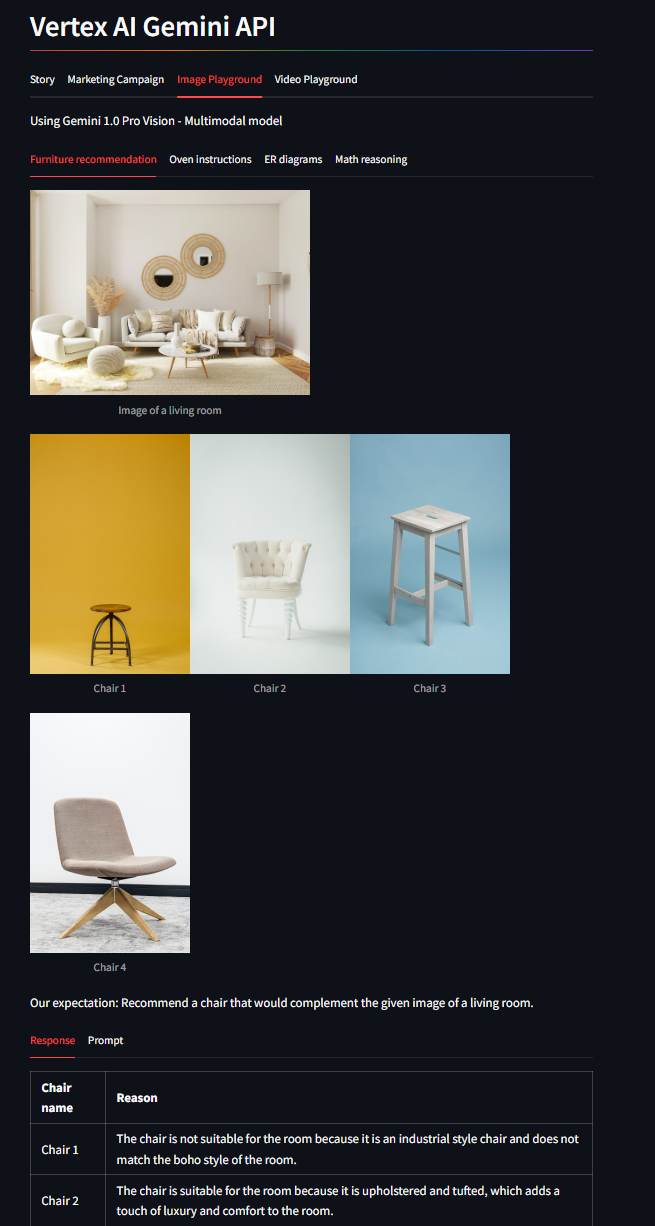 Vertex AI Gemini API
Story Marketing Campaign Image Playground Video Playground
Using Gemini 1.0 Pro Vision - Multimodal model
Furniture recommendation Oven instructions ER diagrams Math reasoning
Image of a living room
Chair 1 Chair 2 Chair 3
Chair 4
Our expectation: Recommend a chair that would complement the given image of a living room.
Response Prompt
Chair
name
Reason
Chair 1
The chair is not suitable for the room because it is an industrial style chair and does not
match the boho style of the room.
Chair 2
The chair is suitable for the room because it is upholstered and tufted, which adds a
touch of luxury and comfort to the room.